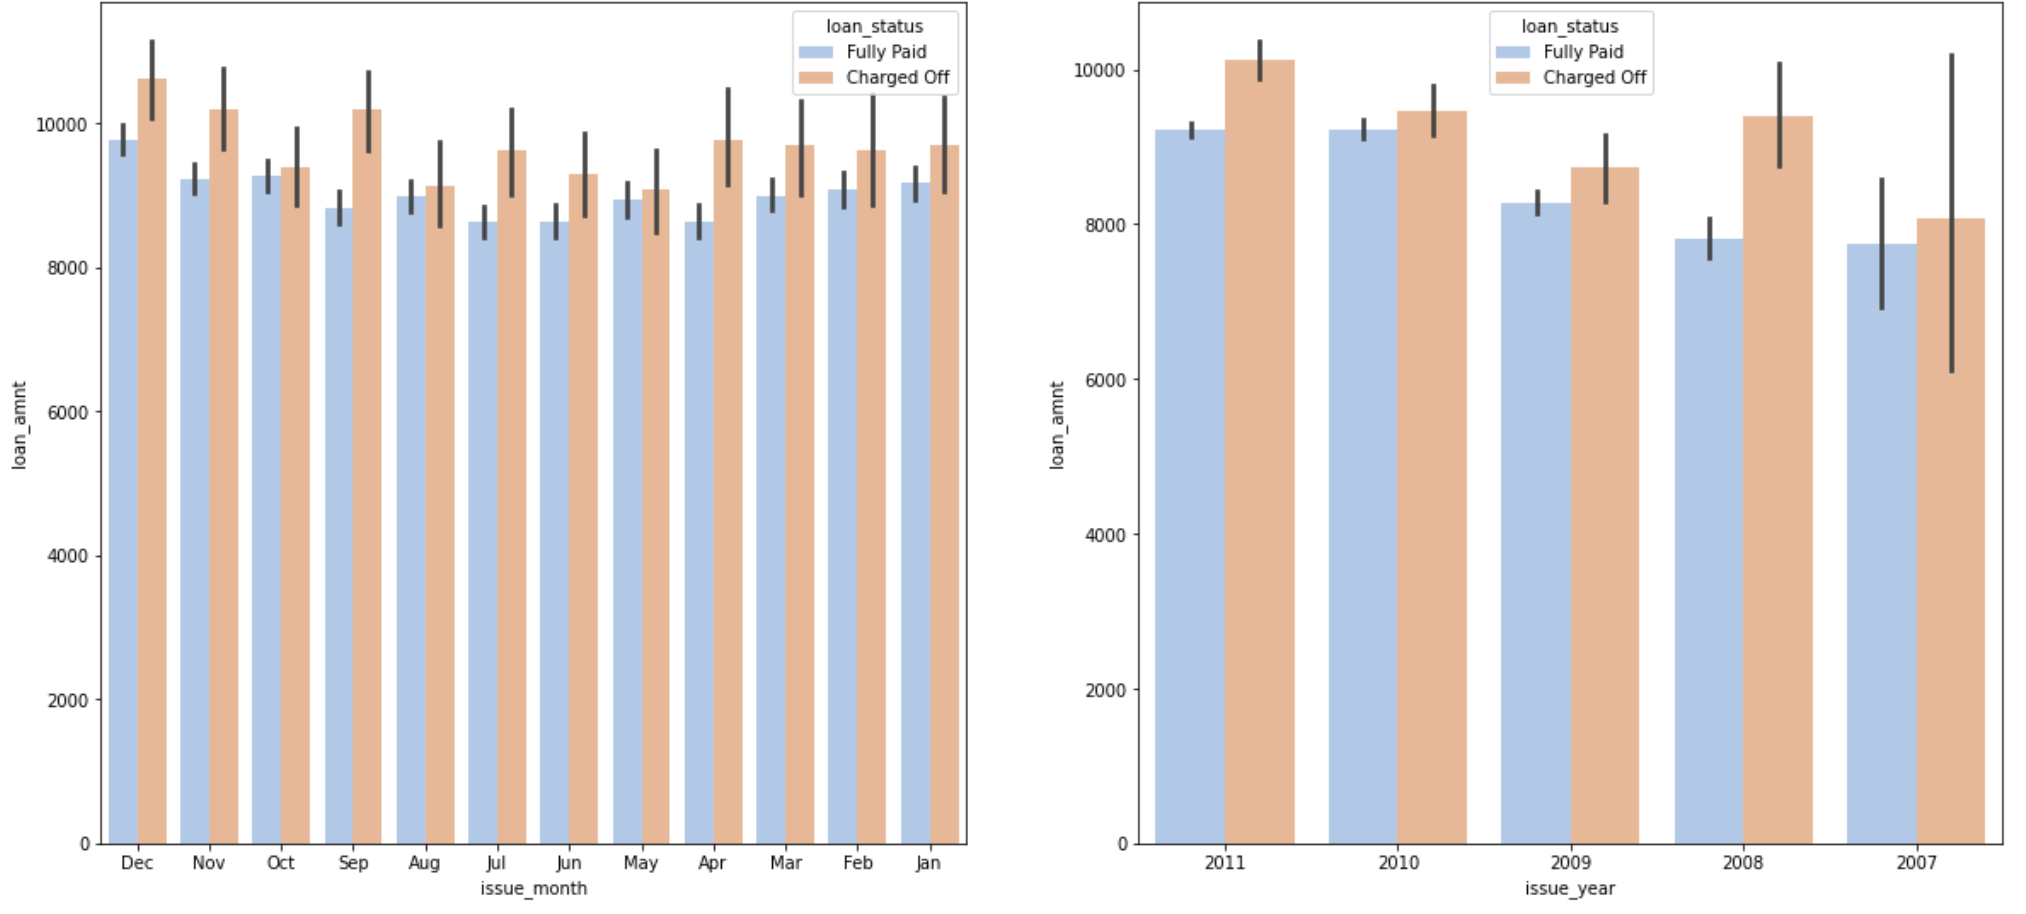 loan_status
Fully Paid
Charged Off
10000
8000
6000
4000
2000
0
loan_amnt
Dec Nov Oct Sep Aug Jul Jun May Apr Mar Feb Jan
issue_month
loan_status
Fully Paid
Charged Off
10000
8000
6000
4000
2000
0
loan_amnt
2011 2010 2009 2008 2007
issue_year